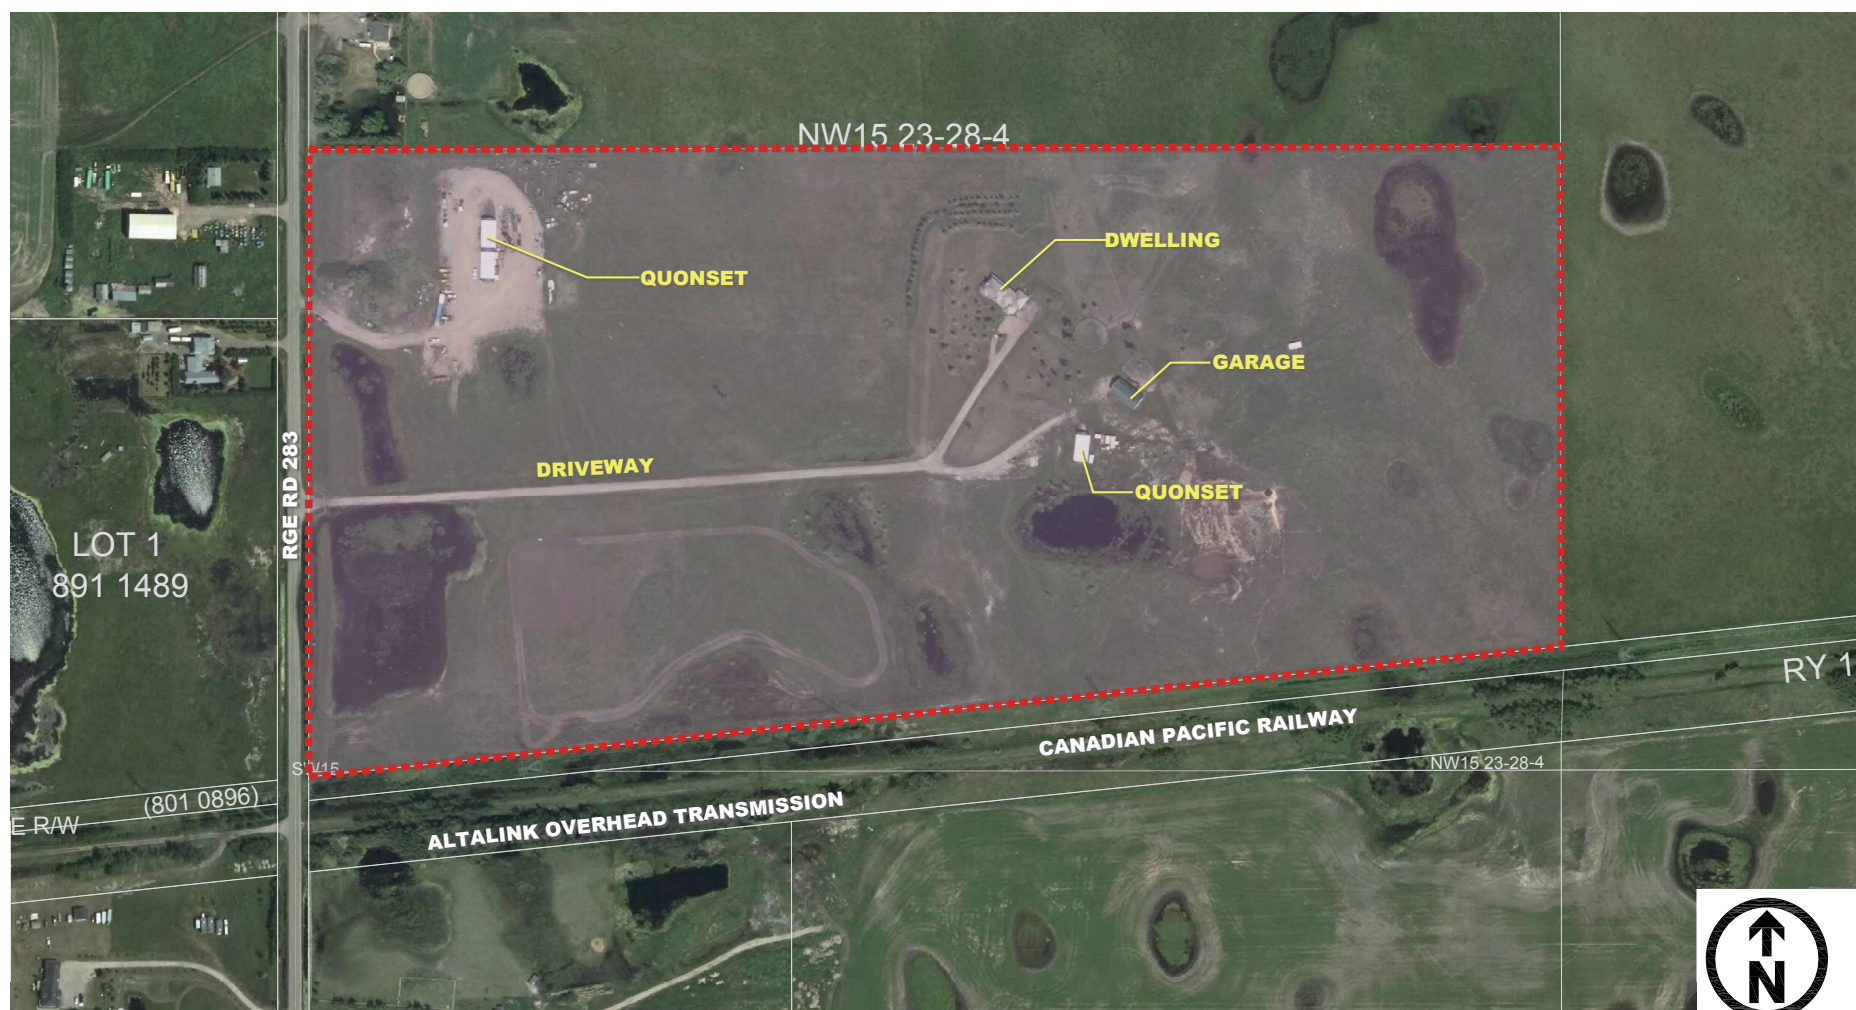 NW15 23-28-4
DWELLING
QUONSET
GARAGE
DRIVEWAY
QUONSET
RGE RD 283
LOT 1
891 1489
RY 1
CANADIAN PACIFIC RAILWAY
NW15 23-28-4
SW15
(801 0896)
E R/W
ALTALINK OVERHEAD TRANSMISSION
N